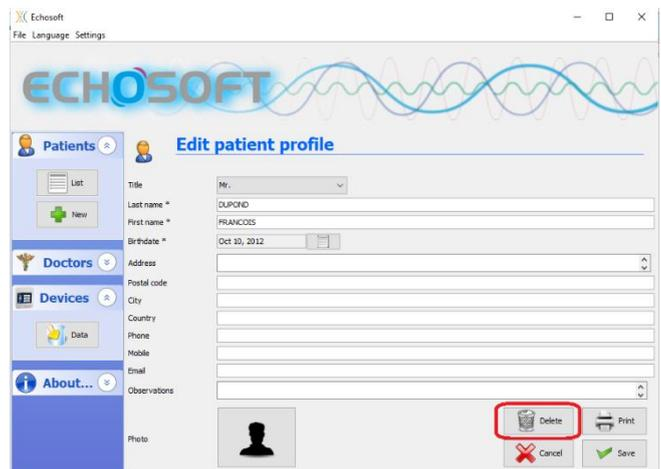 Echosoft
File Language Settings
ECHOSOFT
Patients
List
New
Doctors
Devices
Data
About...
Edit patient profile
Title Mr.
Last name * DUPOND
First name * FRANCOIS
Birthdate * Oct 10, 2012
Address
Postal code
City
Country
Phone
Mobile
Email
Observations
Photo
Delete Print
Cancel Save